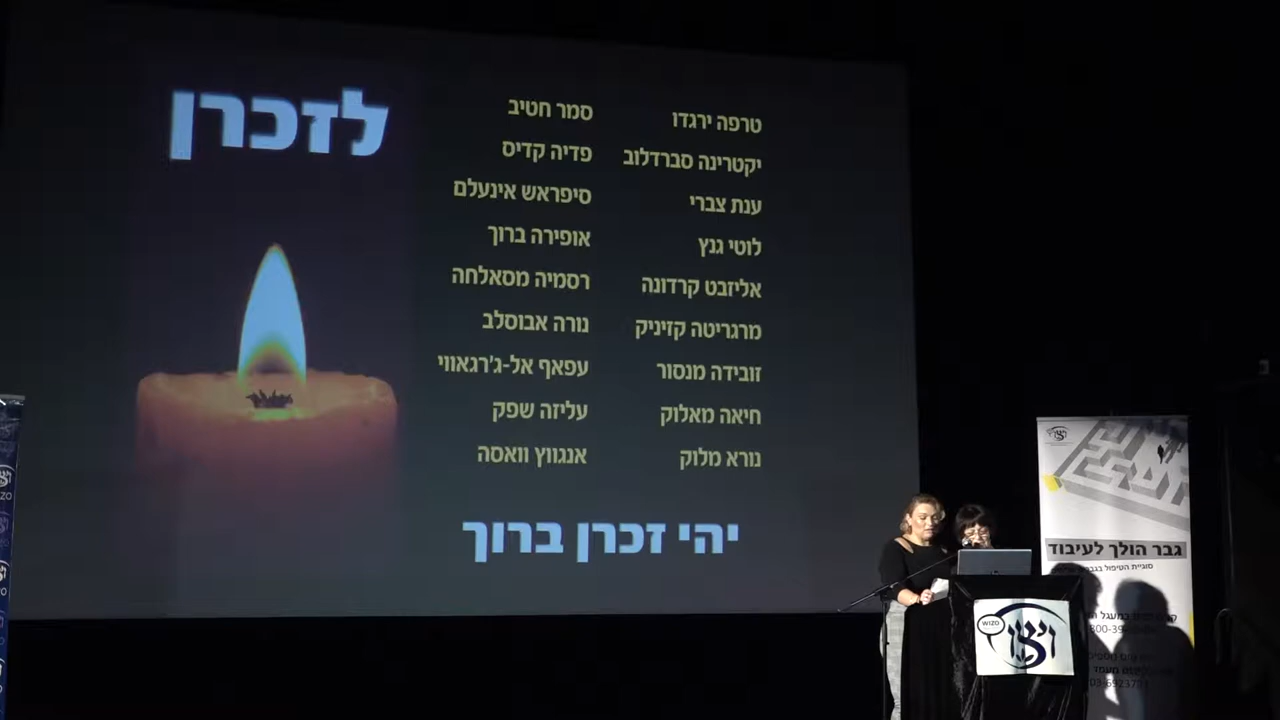 לזכרן
טרפה ירגדו
יקטרינה סברדלוב
ענת צברי
לוטי גנץ
אליזבט קרדונה
מרגריטה קזיניק
זובידה מנסור
חיאה מאלוק
נורא מלוק
סמר חטיב
פדיה קדיס
סיפראש אינעלם
אופירה ברוך
רסמיה מסאלחה
נורה אבוסלב
עפאף אל-ג'רגאווי
עליזה שפק
אנגווץ וואסה
יהי זכרן ברוך
גבר הולך לעיבוד
סוגיית הטיפול
WIZO
ויצו